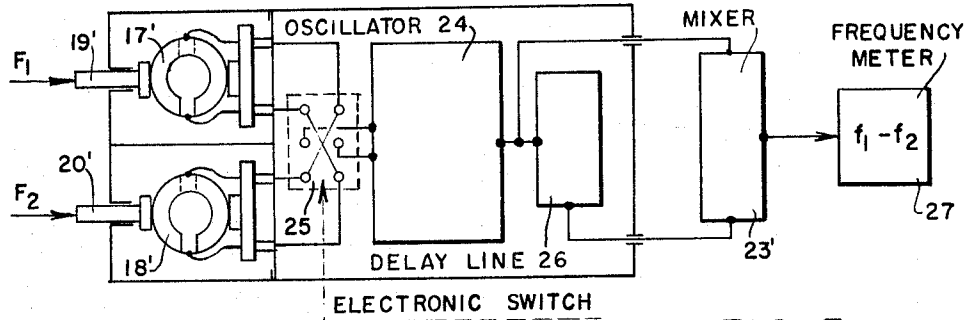 OSCILLATOR 24
MIXER
FREQUENCY
METER
17'
19'
F1
f1 - f2
27
25
26
23'
F2
20'
18'
DELAY LINE 26
ELECTRONIC SWITCH